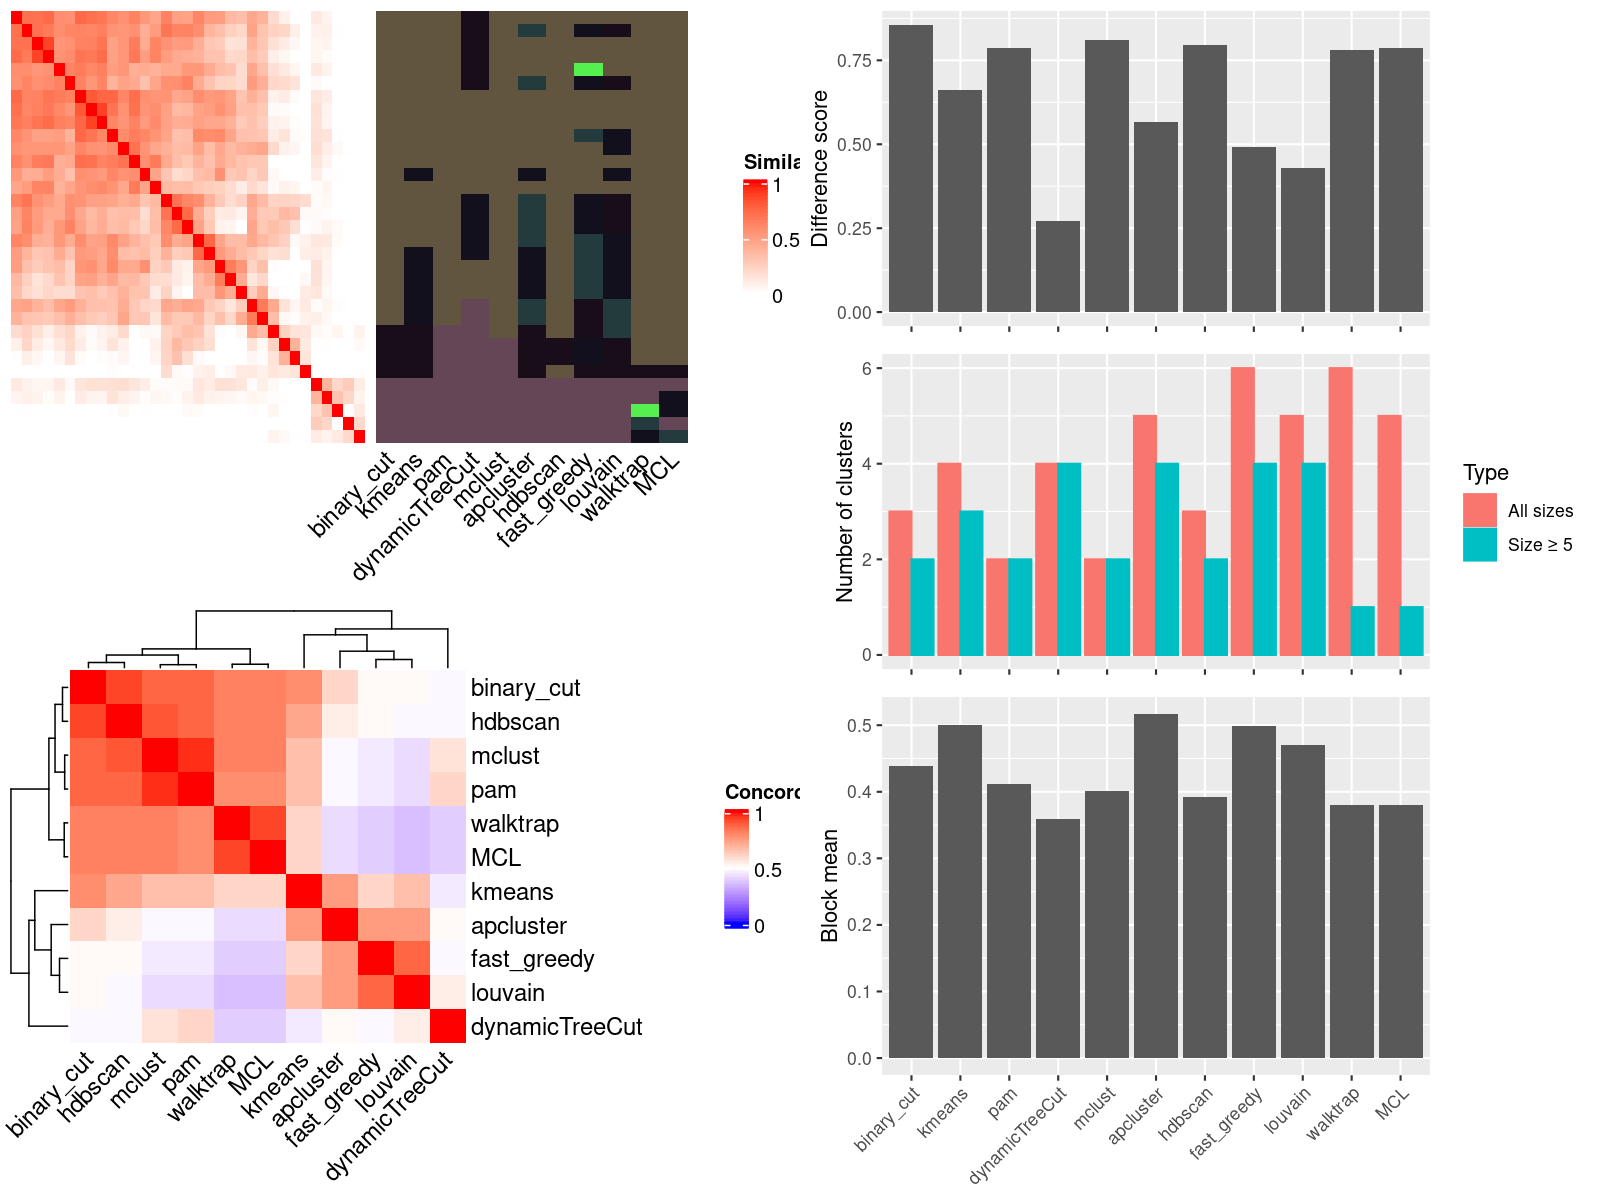 Simila
1
0.5
0
binary_cut
kmeans
pam
dynamicTreeCut
mclust
apcluster
hdbscan
fast_greedy
louvain
walktrap
MCL
Difference score
0.75
0.50
0.25
0.00
Number of clusters
6
4
2
0
Type
All sizes
Size ≥ 5
binary_cut
hdbscan
mclust
pam
walktrap
MCL
kmeans
apcluster
fast_greedy
louvain
dynamicTreeCut
binary_cut
hdbscan
mclust
pam
walktrap
MCL
kmeans
apcluster
fast_greedy
louvain
dynamicTreeCut
Concord
1
0.5
0
Block mean
0.5
0.4
0.3
0.2
0.1
0.0
binary_cut
kmeans
pam
dynamicTreeCut
mclust
apcluster
hdbscan
fast_greedy
louvain
walktrap
MCL